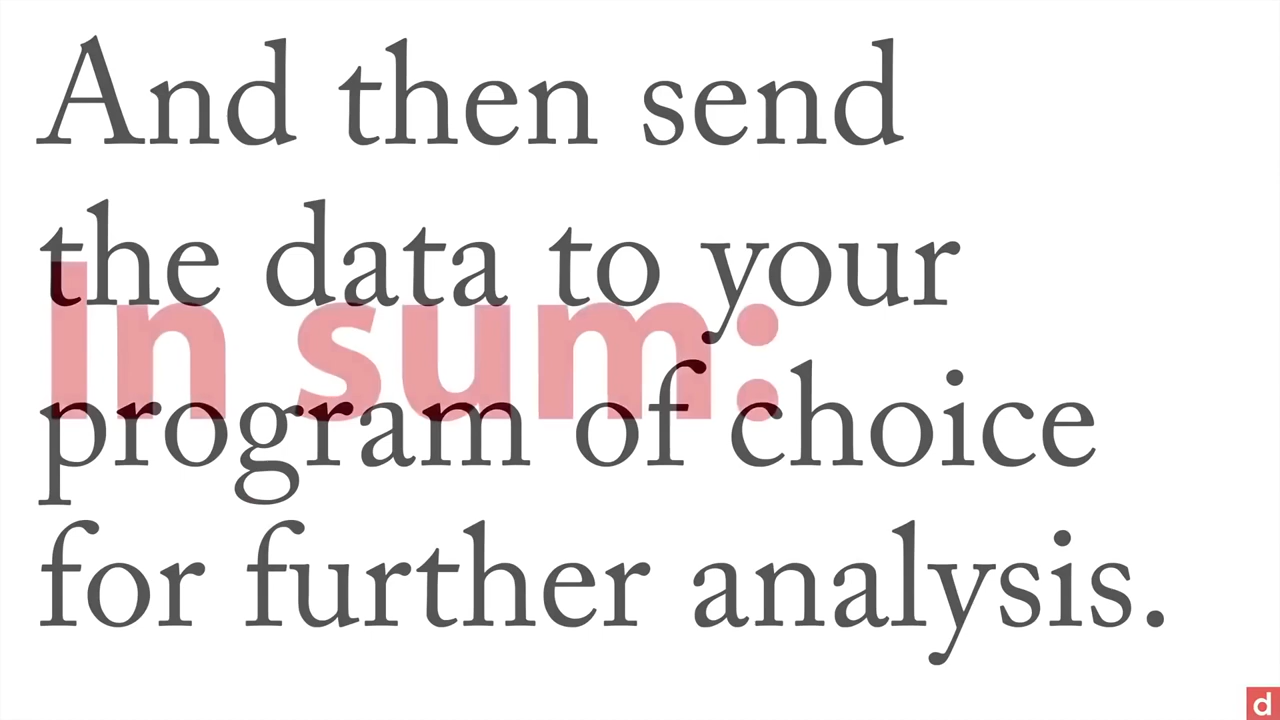 And then send
the data to your
In sum:
program of choice
for further analysis.
d